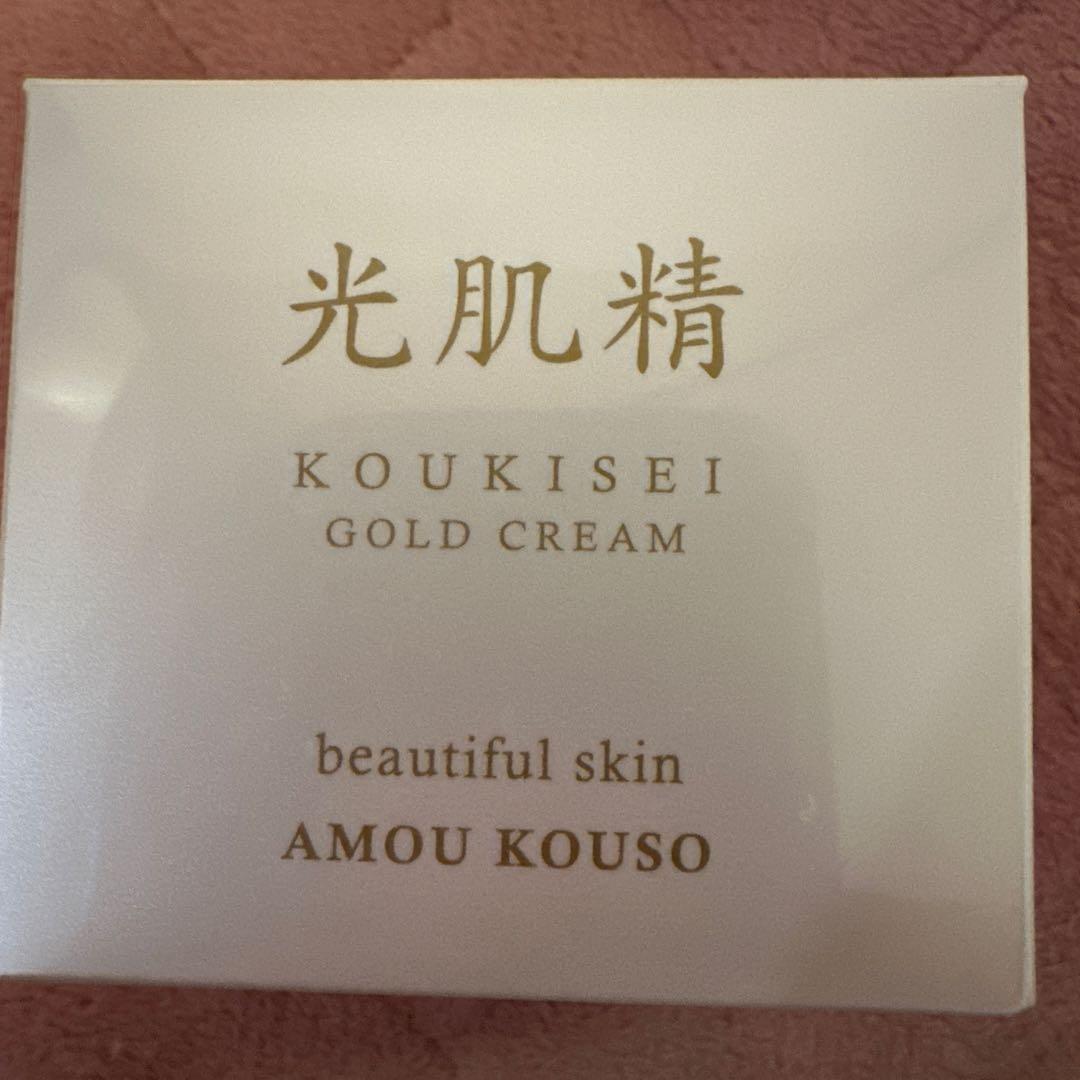 光肌精
KOUKISEI
GOLD CREAM
beautiful skin
AMOU KOUSO